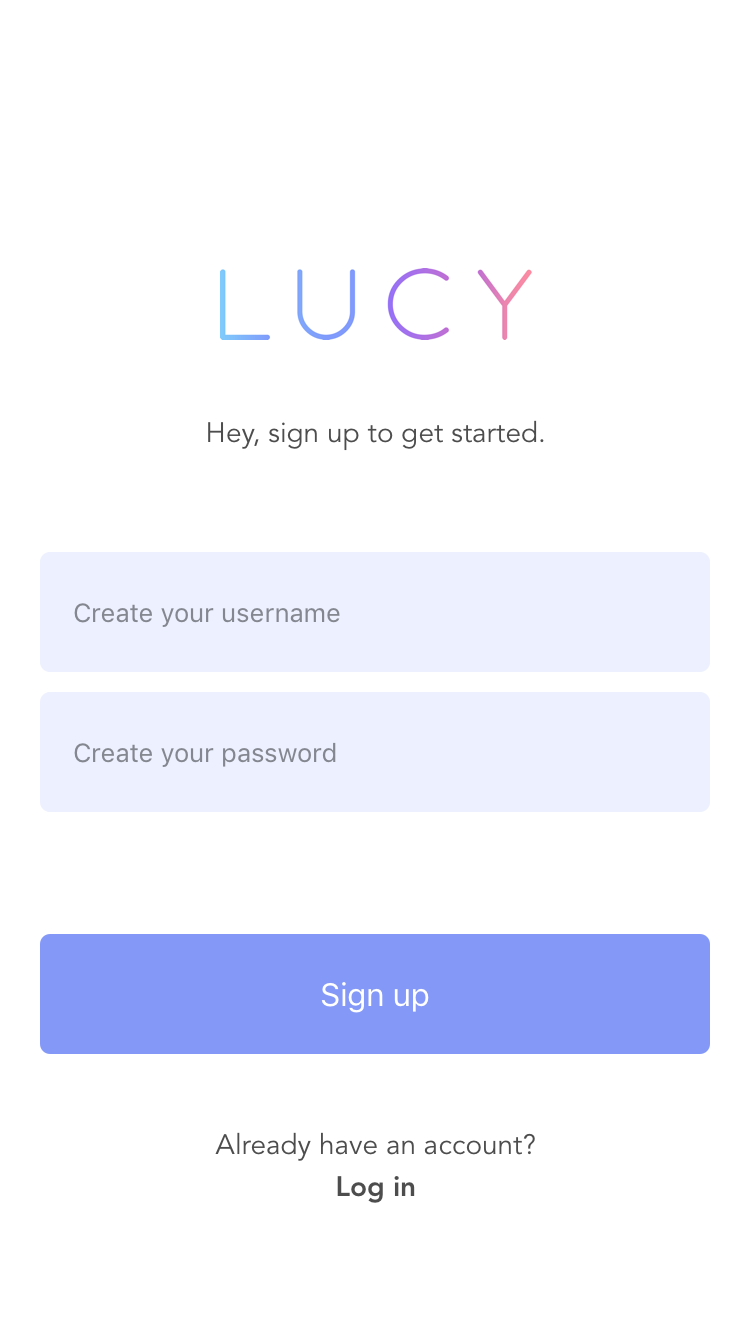 LUCY
Hey, sign up to get started.
Create your username
Create your password
Sign up
Already have an account?
Log in